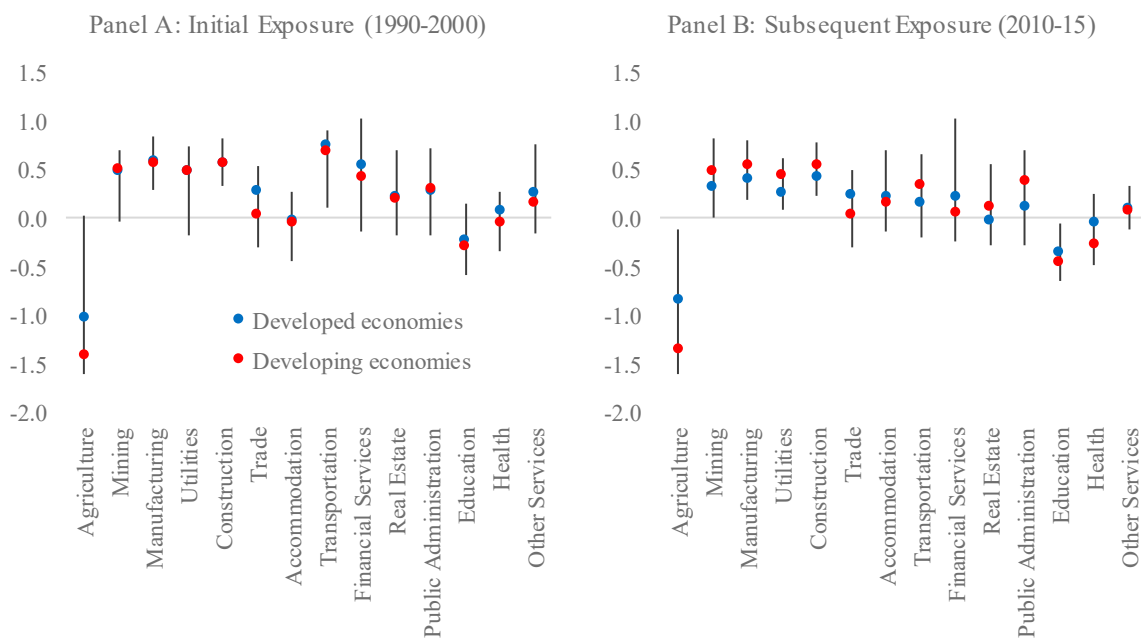 Panel A: Initial Exposure (1990-2000)
1.5
1.0
0.5
0.0
-0.5
-1.0
-1.5
-2.0
Developed economies
Developing economies
Agriculture
Mining
Manufacturing
Utilities
Construction
Trade
Accommodation
Transportation
Financial Services
Real Estate
Public Administration
Education
Health
Other Services
Panel B: Subsequent Exposure (2010-15)
1.5
1.0
0.5
0.0
-0.5
-1.0
-1.5
-2.0
Agriculture
Mining
Manufacturing
Utilities
Construction
Trade
Accommodation
Transportation
Financial Services
Real Estate
Public Administration
Education
Health
Other Services